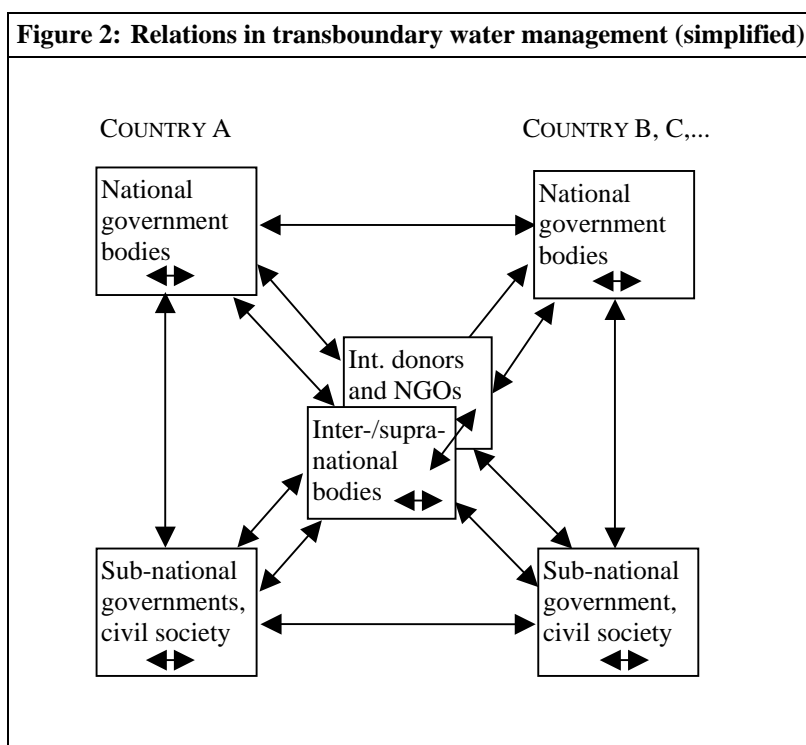 Figure 2: Relations in transboundary water management (simplified)
COUNTRY A
COUNTRY B, C,...
National
government
bodies
National
government
bodies
Int. donors
and NGOs
Inter-/supra-
national
bodies
Sub-national
governments,
civil society
Sub-national
government,
civil society